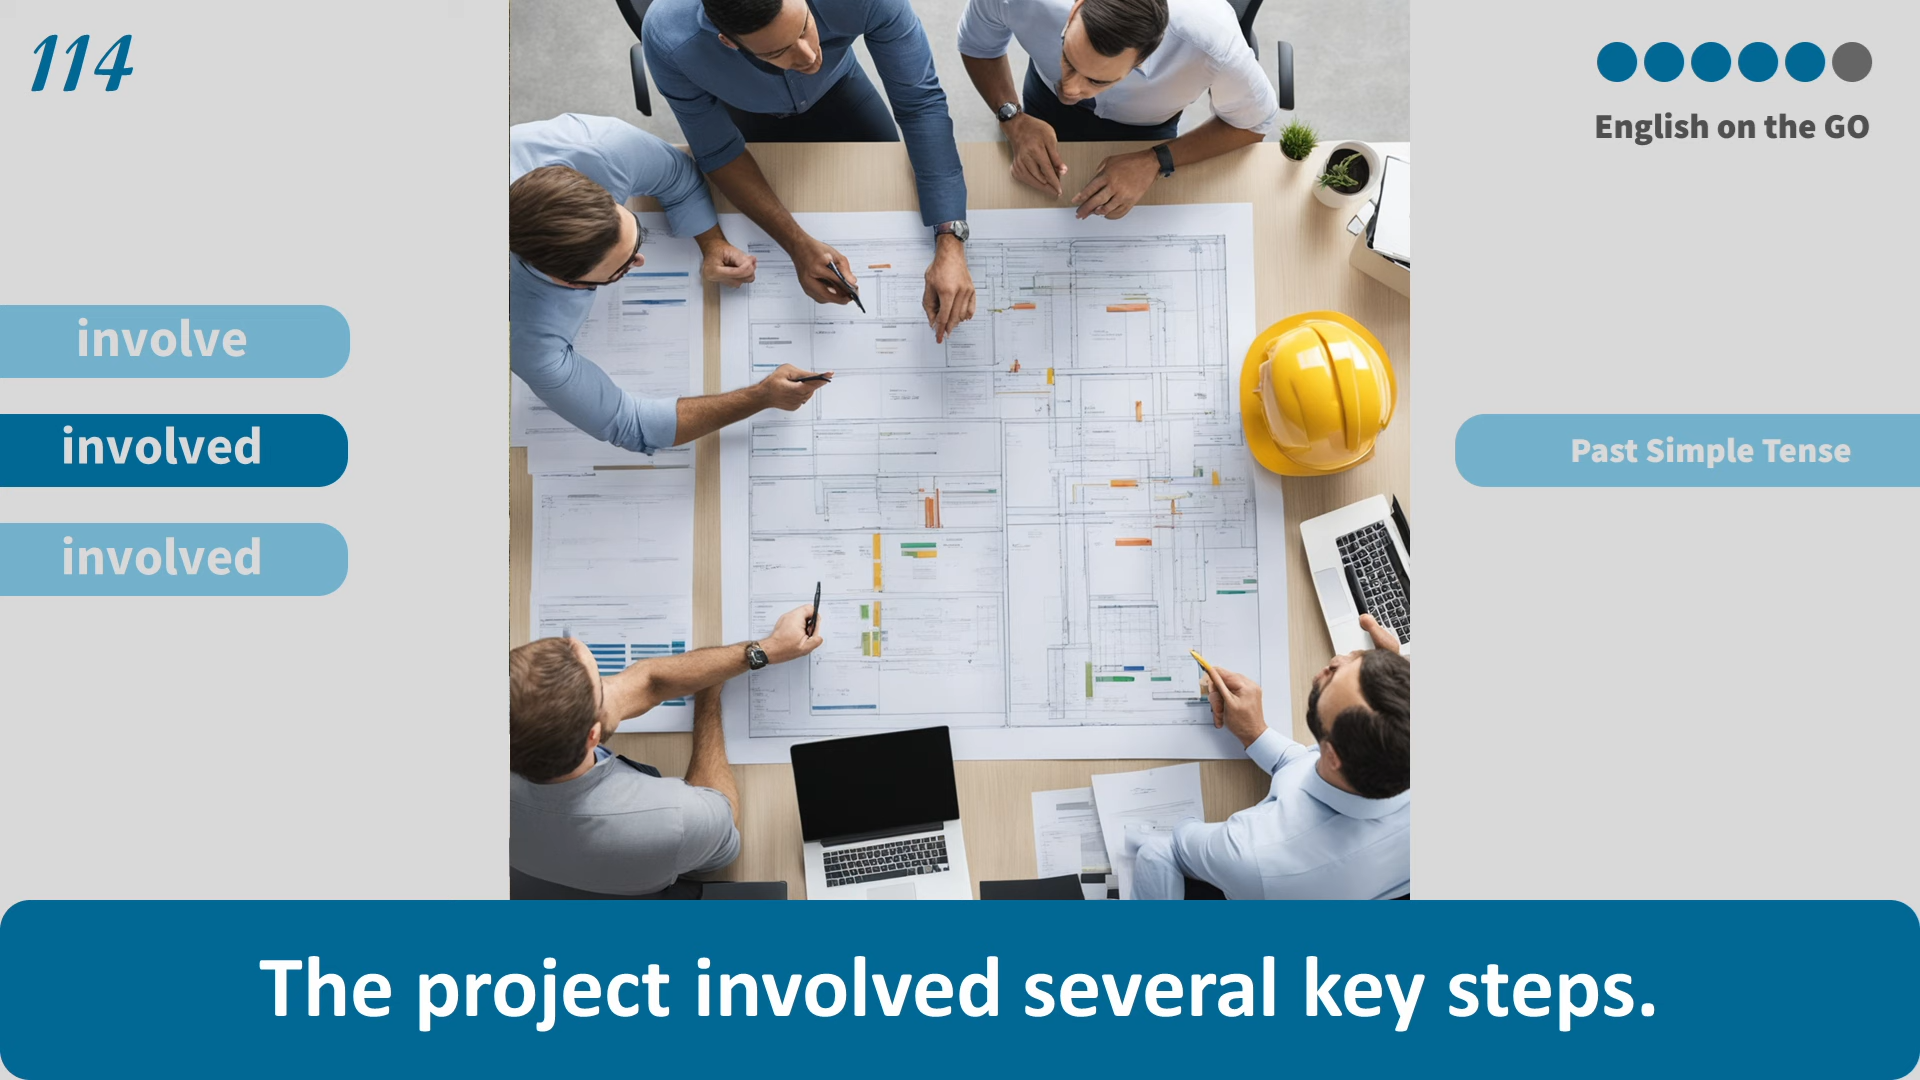 114
English on the GO
involve
involved
involved
Past Simple Tense
The project involved several key steps.